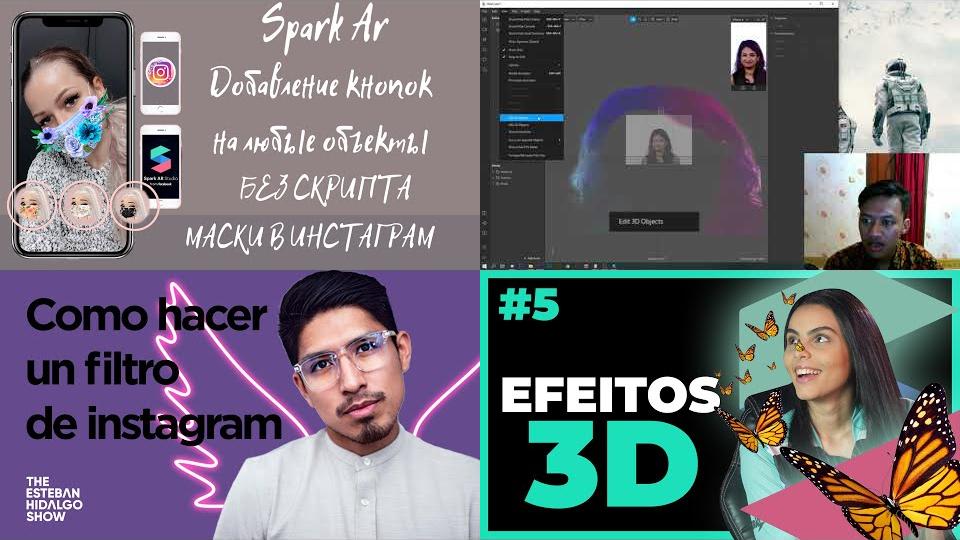 Spark Ar
Добавление кнопок
на любые объекты
БЕЗ СКРИПТА
МАСКИ В ИНСТАГРАМ
Spark AR Studio
Edit 3D Objects
Como hacer
un filtro
de instagram
THE
ESTEBAN
HIDALGO
SHOW
#5
EFEITOS
3D